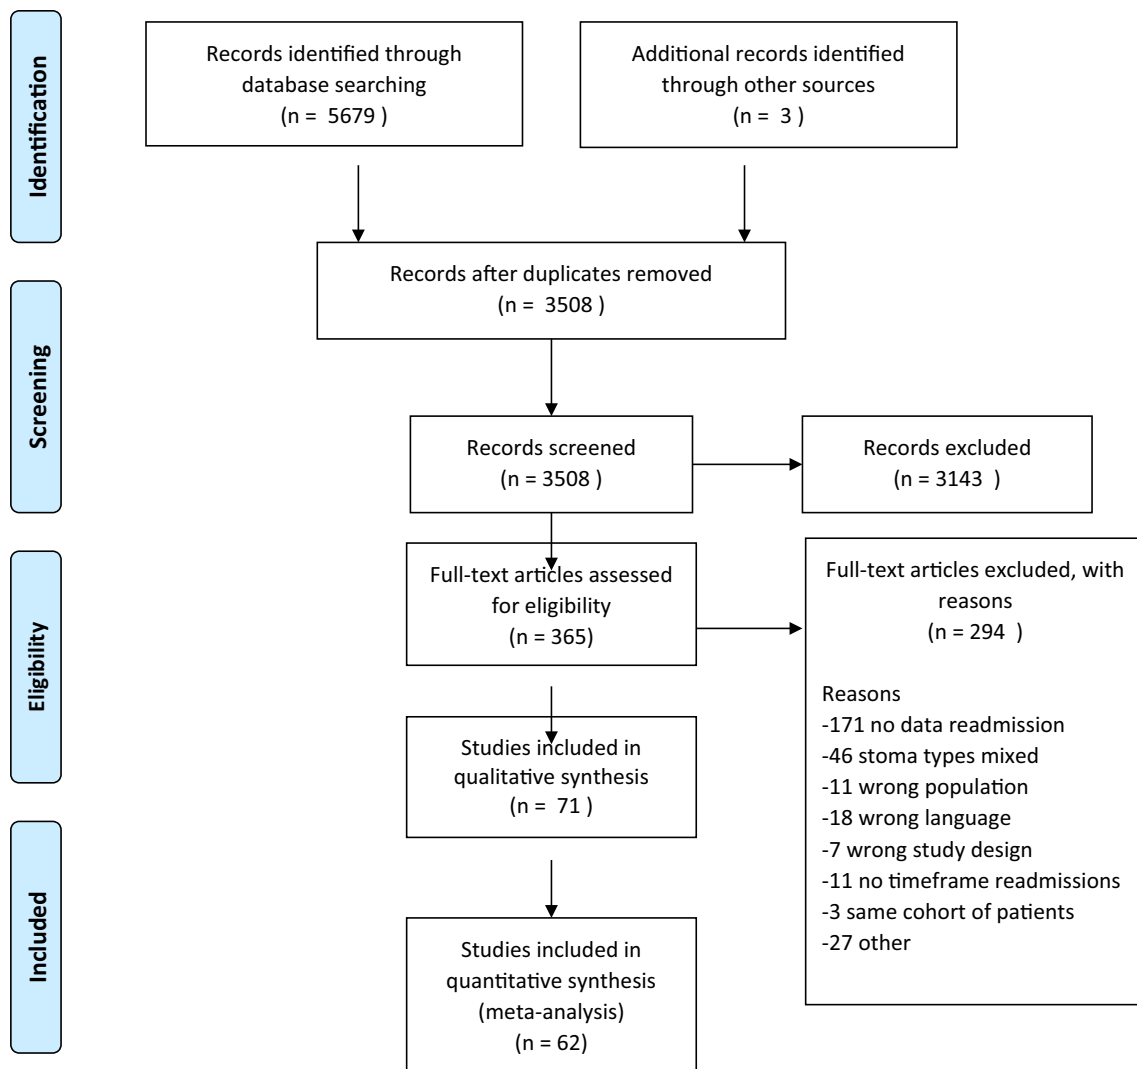 Identification
Records identified through
database searching
(n =  5679 )
Additional records identified
through other sources
(n =  3 )
Records after duplicates removed
(n =  3508 )
Screening
Records screened
(n = 3508 )
Records excluded
(n = 3143  )
Eligibility
Full-text articles assessed
for eligibility
(n = 365)
Full-text articles excluded, with
reasons
(n = 294  )
Reasons
-171 no data readmission
-46 stoma types mixed
-11 wrong population
-18 wrong language
-7 wrong study design
-11 no timeframe readmissions
-3 same cohort of patients
-27 other
Studies included in
qualitative synthesis
(n =  71 )
Included
Studies included in
quantitative synthesis
(meta-analysis)
(n = 62)